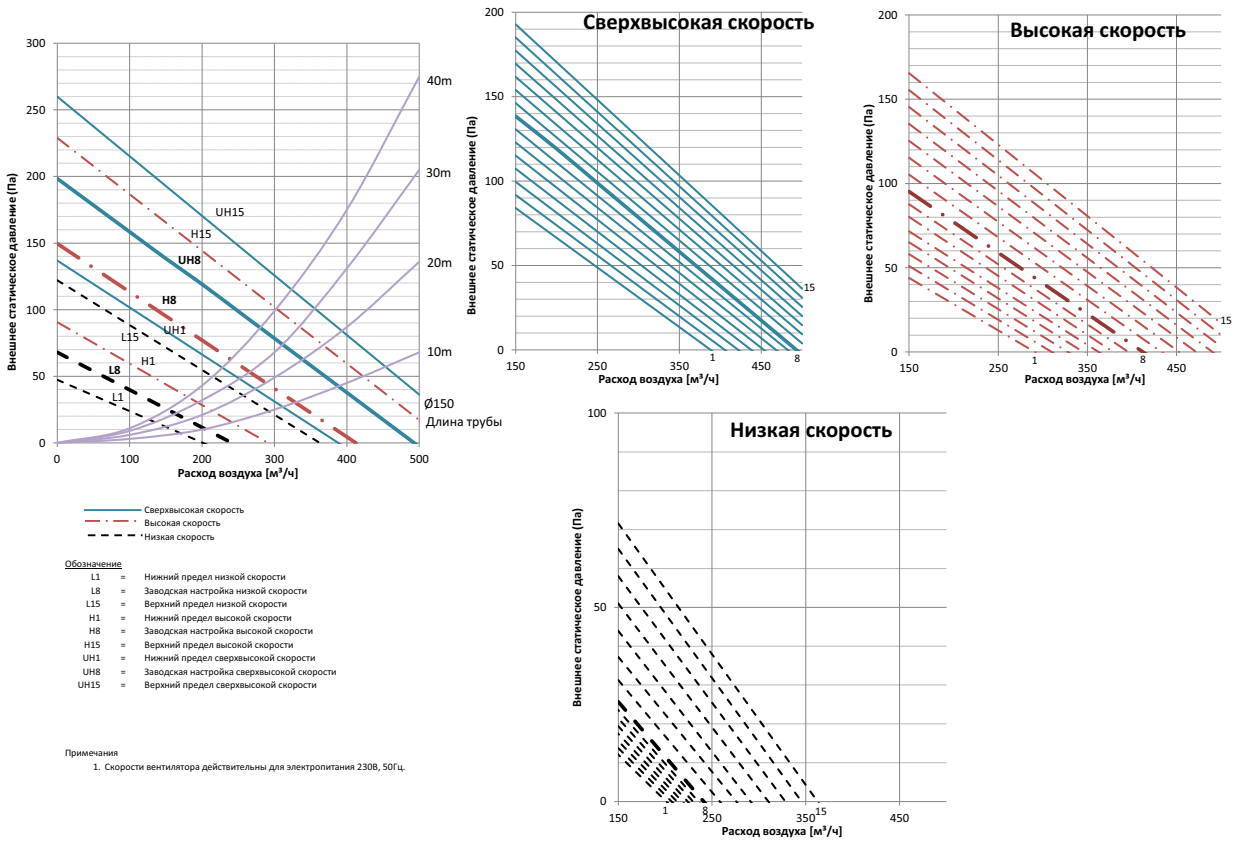 300
250
200
150
100
50
0
0
100
200
300
400
500
Внешнее статическое давление (Па)
Расход воздуха [м³/ч]
40m
30m
20m
10m
Ø150
Длина трубы
UH15
H15
UH8
H8
L15
UH1
H1
L8
L1
Сверхвысокая скорость
200
150
100
50
0
150
250
350
450
Внешнее статическое давление (Па)
Расход воздуха [м³/ч]
15
1
8
Высокая скорость
200
150
100
50
0
150
250
350
450
Внешнее статическое давление (Па)
Расход воздуха [м³/ч]
15
1
8
Низкая скорость
100
50
0
150
250
350
450
Внешнее статическое давление (Па)
Расход воздуха [м³/ч]
1
8
15
Сверхвысокая скорость
Высокая скорость
Низкая скорость
Обозначение
L1 = Нижний предел низкой скорости
L8 = Заводская настройка низкой скорости
L15 = Верхний предел низкой скорости
H1 = Нижний предел высокой скорости
H8 = Заводская настройка высокой скорости
H15 = Верхний предел высокой скорости
UH1 = Нижний предел сверхвысокой скорости
UH8 = Заводская настройка сверхвысокой скорости
UH15 = Верхний предел сверхвысокой скорости
Примечания
1. Скорости вентилятора действительны для электропитания 230В, 50Гц.